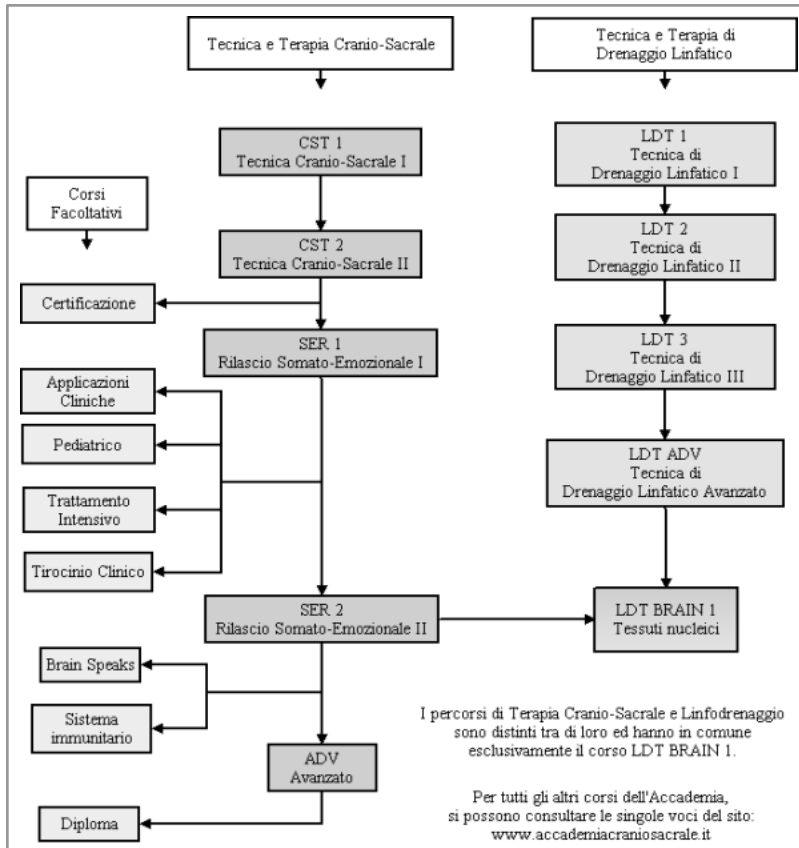 Tecnica e Terapia Cranio-Sacrale
Tecnica e Terapia di
Drenaggio Linfatico
CST 1
Tecnica Cranio-Sacrale I
LDT 1
Tecnica di
Drenaggio Linfatico I
Corsi
Facoltativi
CST 2
Tecnica Cranio-Sacrale II
LDT 2
Tecnica di
Drenaggio Linfatico II
Certificazione
SER 1
Rilascio Somato-Emozionale I
LDT 3
Tecnica di
Drenaggio Linfatico III
Applicazioni
Cliniche
Pediatrico
LDT ADV
Tecnica di
Drenaggio Linfatico Avanzato
Trattamento
Intensivo
Tirocinio Clinico
SER 2
Rilascio Somato-Emozionale II
LDT BRAIN 1
Tessuti nucleici
Brain Speaks
Sistema
immunitario
I percorsi di Terapia Cranio-Sacrale e Linfodrenaggio
sono distinti tra di loro ed hanno in comune
esclusivamente il corso LDT BRAIN 1.
ADV
Avanzato
Per tutti gli altri corsi dell'Accademia,
si possono consultare le singole voci del sito:
www.accademiacraniosacrale.it
Diploma